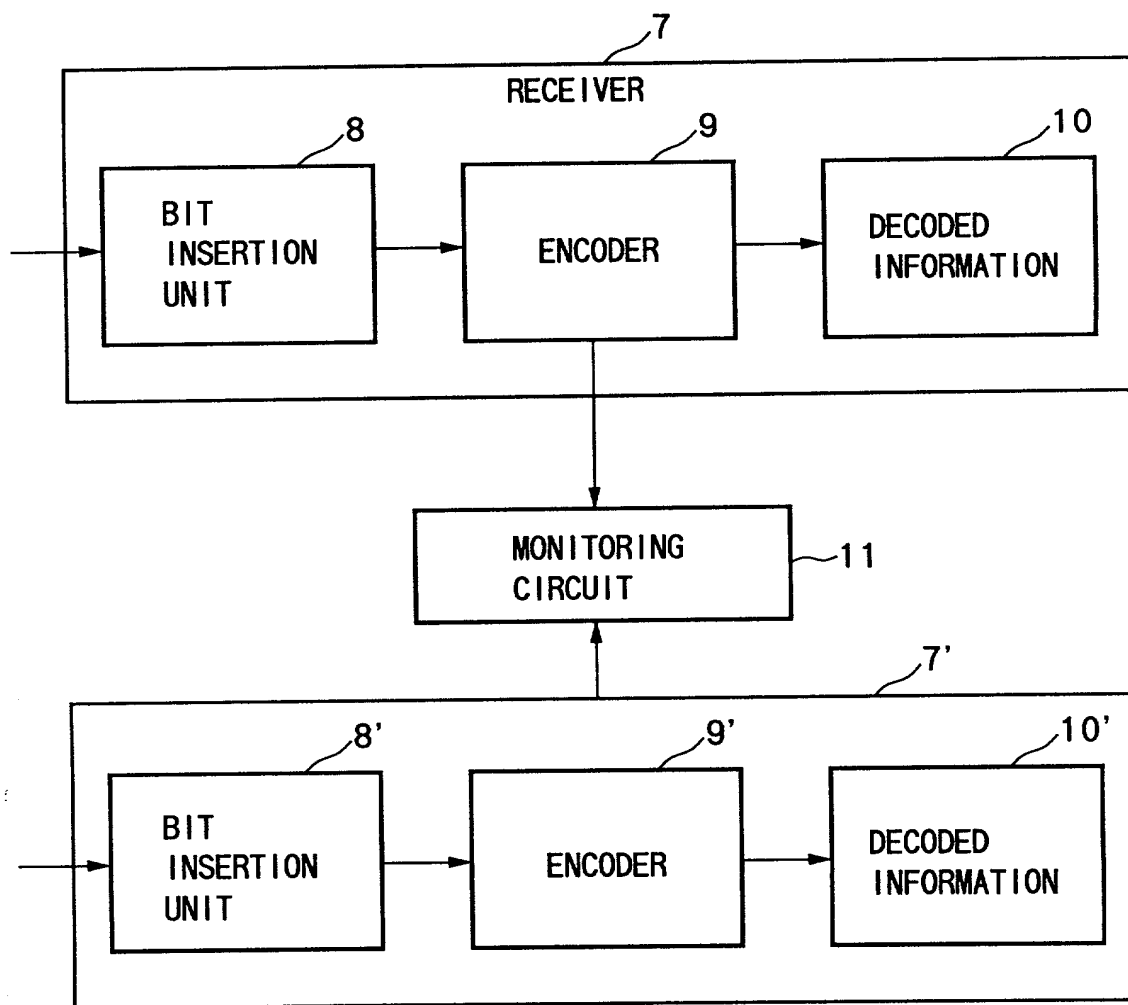 7
RECEIVER
8
9
10
BIT
INSERTION
UNIT
ENCODER
DECODED
INFORMATION
MONITORING
CIRCUIT
11
7'
8'
9'
10'
BIT
INSERTION
UNIT
ENCODER
DECODED
INFORMATION